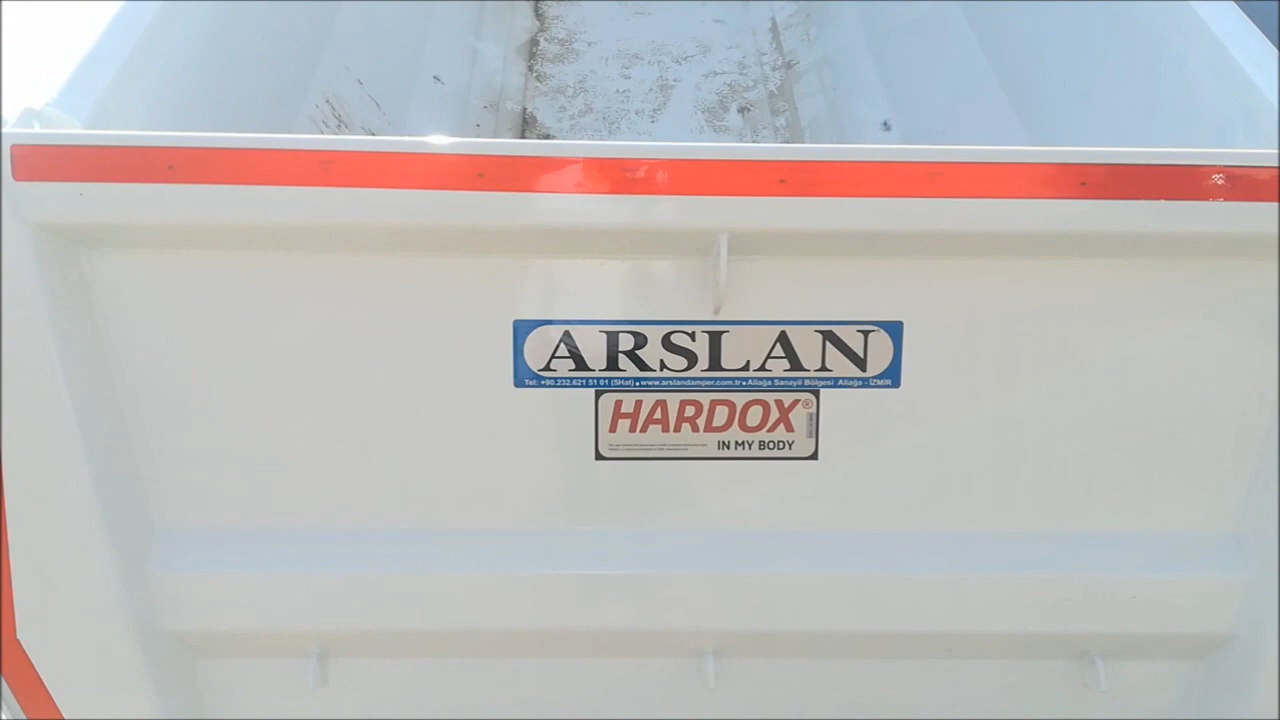 ARSLAN
Tel: +90.232.621 51 01 (5Hat) • www.arslandamper.com.tr • Aliağa Sanayii Bölgesi Aliağa - İZMİR
HARDOX®
IN MY BODY